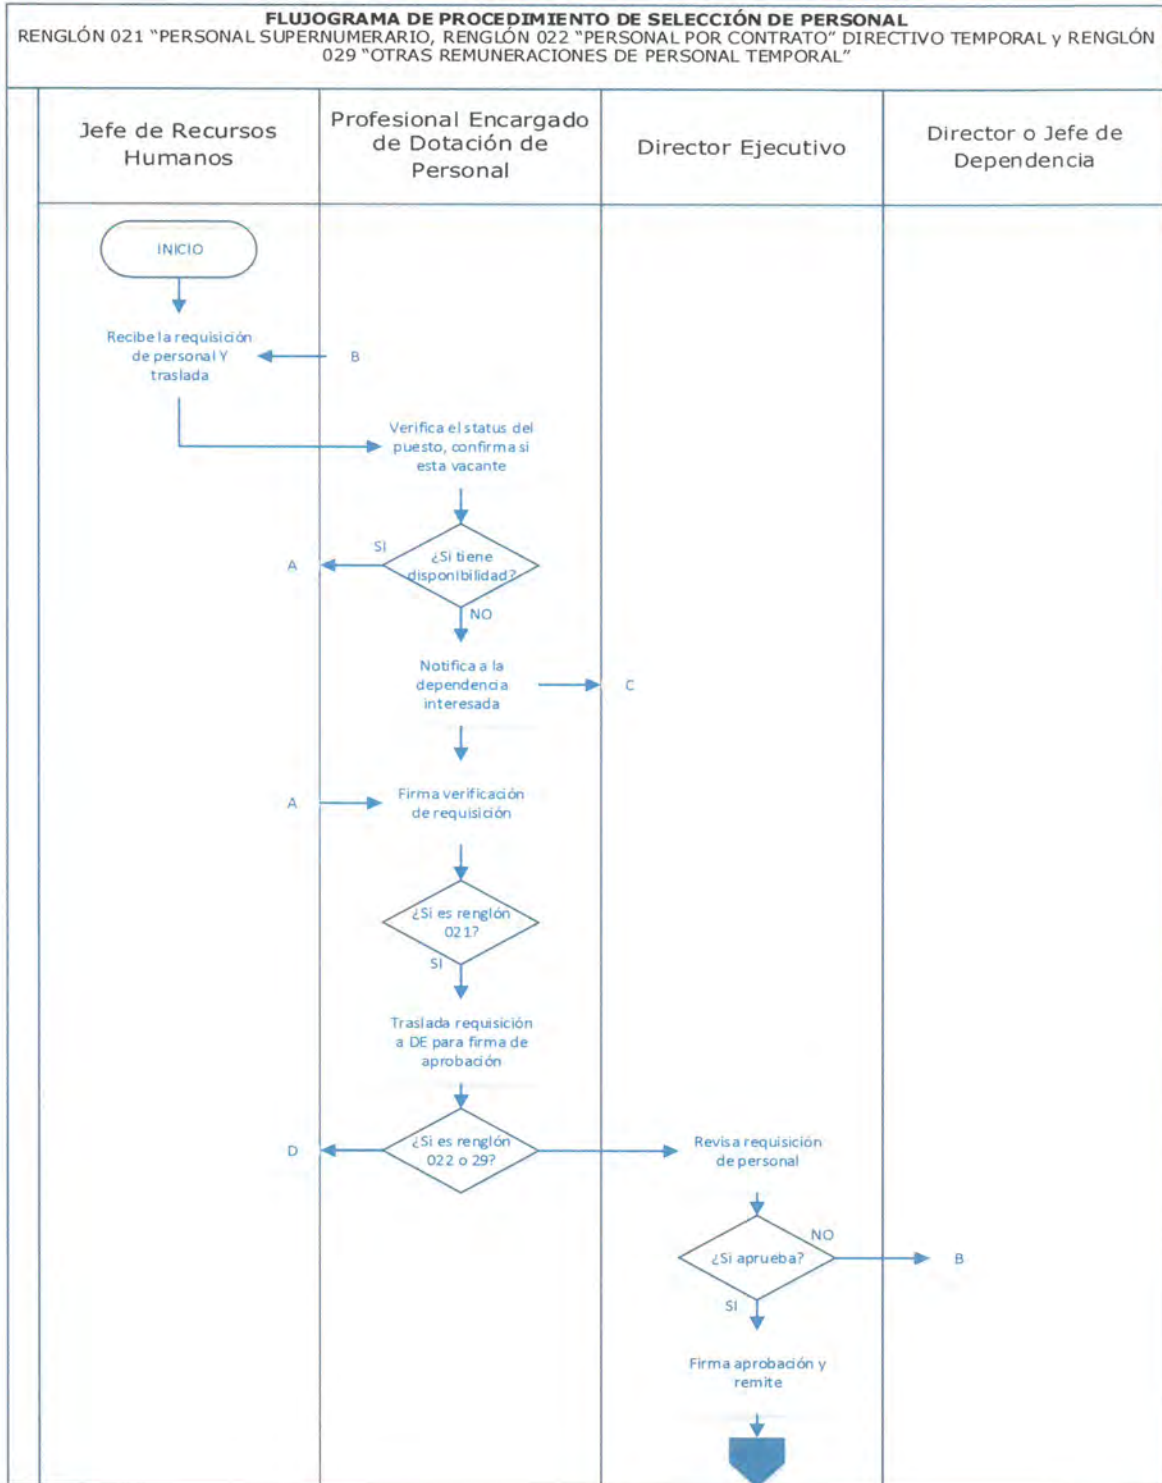 FLUJOGRAMA DE PROCEDIMIENTO DE SELECCIÓN DE PERSONAL
RENGLÓN 021 "PERSONAL SUPERNUMERARIO, RENGLÓN 022 "PERSONAL POR CONTRATO" DIRECTIVO TEMPORAL y RENGLÓN
029 "OTRAS REMUNERACIONES DE PERSONAL TEMPORAL"
Jefe de Recursos
Humanos
Profesional Encargado
de Dotación de
Personal
Director Ejecutivo
Director o Jefe de
Dependencia
INICIO
Recibe la requisición
de personal Y
traslada
B
Verifica el status del
puesto, confirma si
esta vacante
SI
¿Si tiene
disponibilidad?
A
NO
Notifica a la
dependencia
interesada
C
A
Firma verificación
de requisición
¿Si es renglón
021?
SI
Traslada requisición
a DE para firma de
aprobación
D
¿Si es renglón
022 o 29?
Revisa requisición
de personal
NO
¿Si aprueba?
B
SI
Firma aprobación y
remite